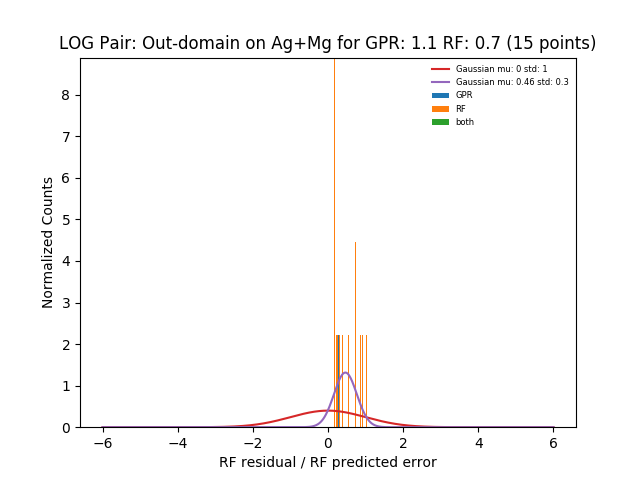 LOG Pair: Out-domain on Ag+Mg for GPR: 1.1 RF: 0.7 (15 points)
Gaussian mu: 0 std: 1
Gaussian mu: 0.46 std: 0.3
GPR
RF
both
Normalized Counts
8
7
6
5
4
3
2
1
0
−6 −4 −2 0 2 4 6
RF residual / RF predicted error